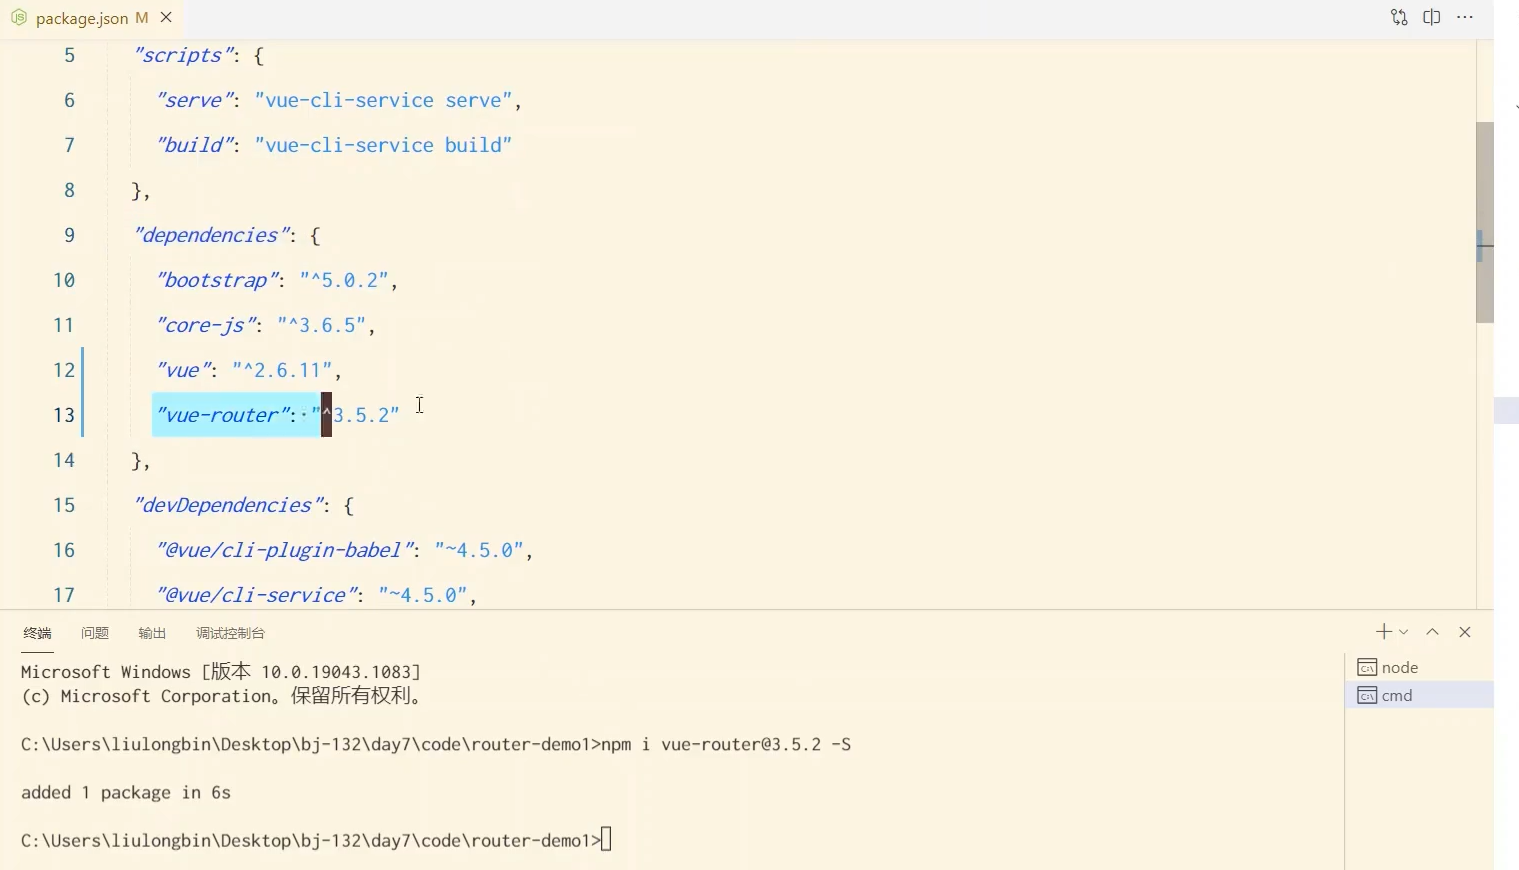 package.json M
5 "scripts": {
6 "serve": "vue-cli-service serve",
7 "build": "vue-cli-service build"
8 },
9 "dependencies": {
10 "bootstrap": "^5.0.2",
11 "core-js": "^3.6.5",
12 "vue": "^2.6.11",
13 "vue-router": "^3.5.2"
14 },
15 "devDependencies": {
16 "@vue/cli-plugin-babel": "~4.5.0",
17 "@vue/cli-service": "~4.5.0",
终端 问题 输出 调试控制台
Microsoft Windows [版本 10.0.19043.1083]
(c) Microsoft Corporation。保留所有权利。
C:\Users\liulongbin\Desktop\bj-132\day7\code\router-demo1>npm i vue-router@3.5.2 -S
added 1 package in 6s
C:\Users\liulongbin\Desktop\bj-132\day7\code\router-demo1>
node
cmd